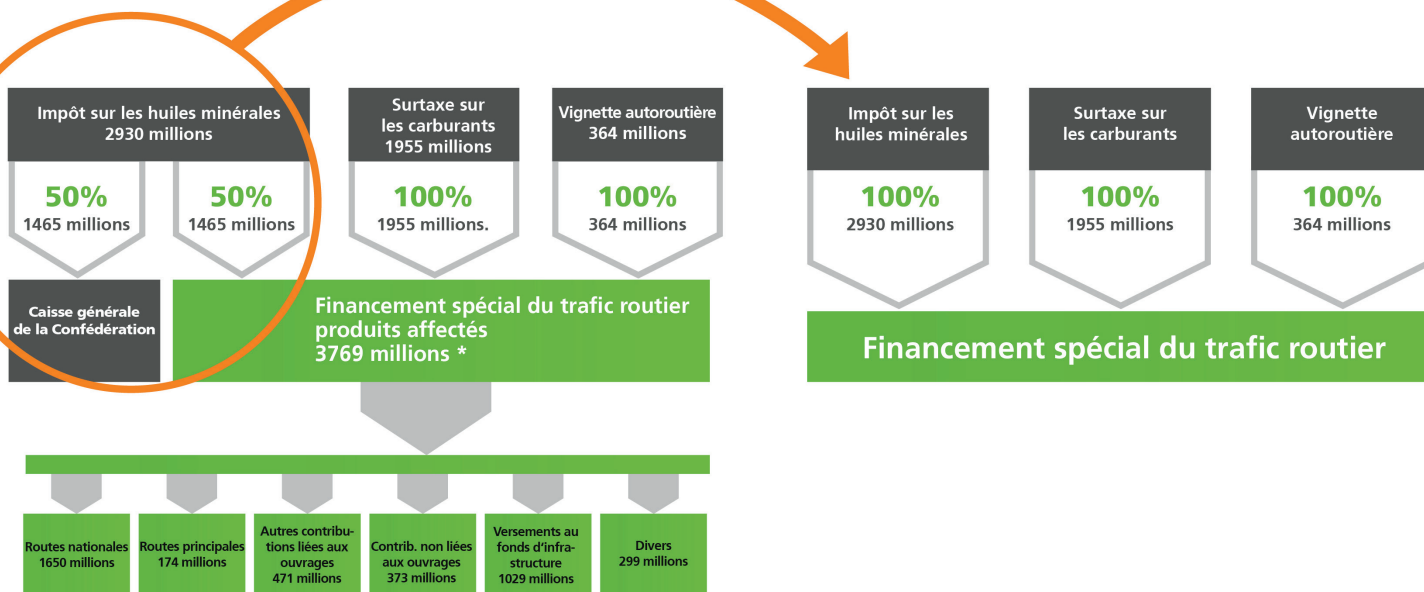 Impôt sur les huiles minérales
2930 millions
50%
1465 millions
50%
1465 millions
Surtaxe sur
les carburants
1955 millions
100%
1955 millions.
Vignette autoroutière
364 millions
100%
364 millions
Caisse générale
de la Confédération
Financement spécial du trafic routier
produits affectés
3769 millions *
Routes nationales
1650 millions
Routes principales
174 millions
Autres contribu-
tions liées aux
ouvrages
471 millions
Contrib. non liées
aux ouvrages
373 millions
Versements au
fonds d'infra-
structure
1029 millions
Divers
299 millions
Impôt sur les
huiles minérales
100%
2930 millions
Surtaxe sur
les carburants
100%
1955 millions
Vignette
autoroutière
100%
364 millions
Financement spécial du trafic routier